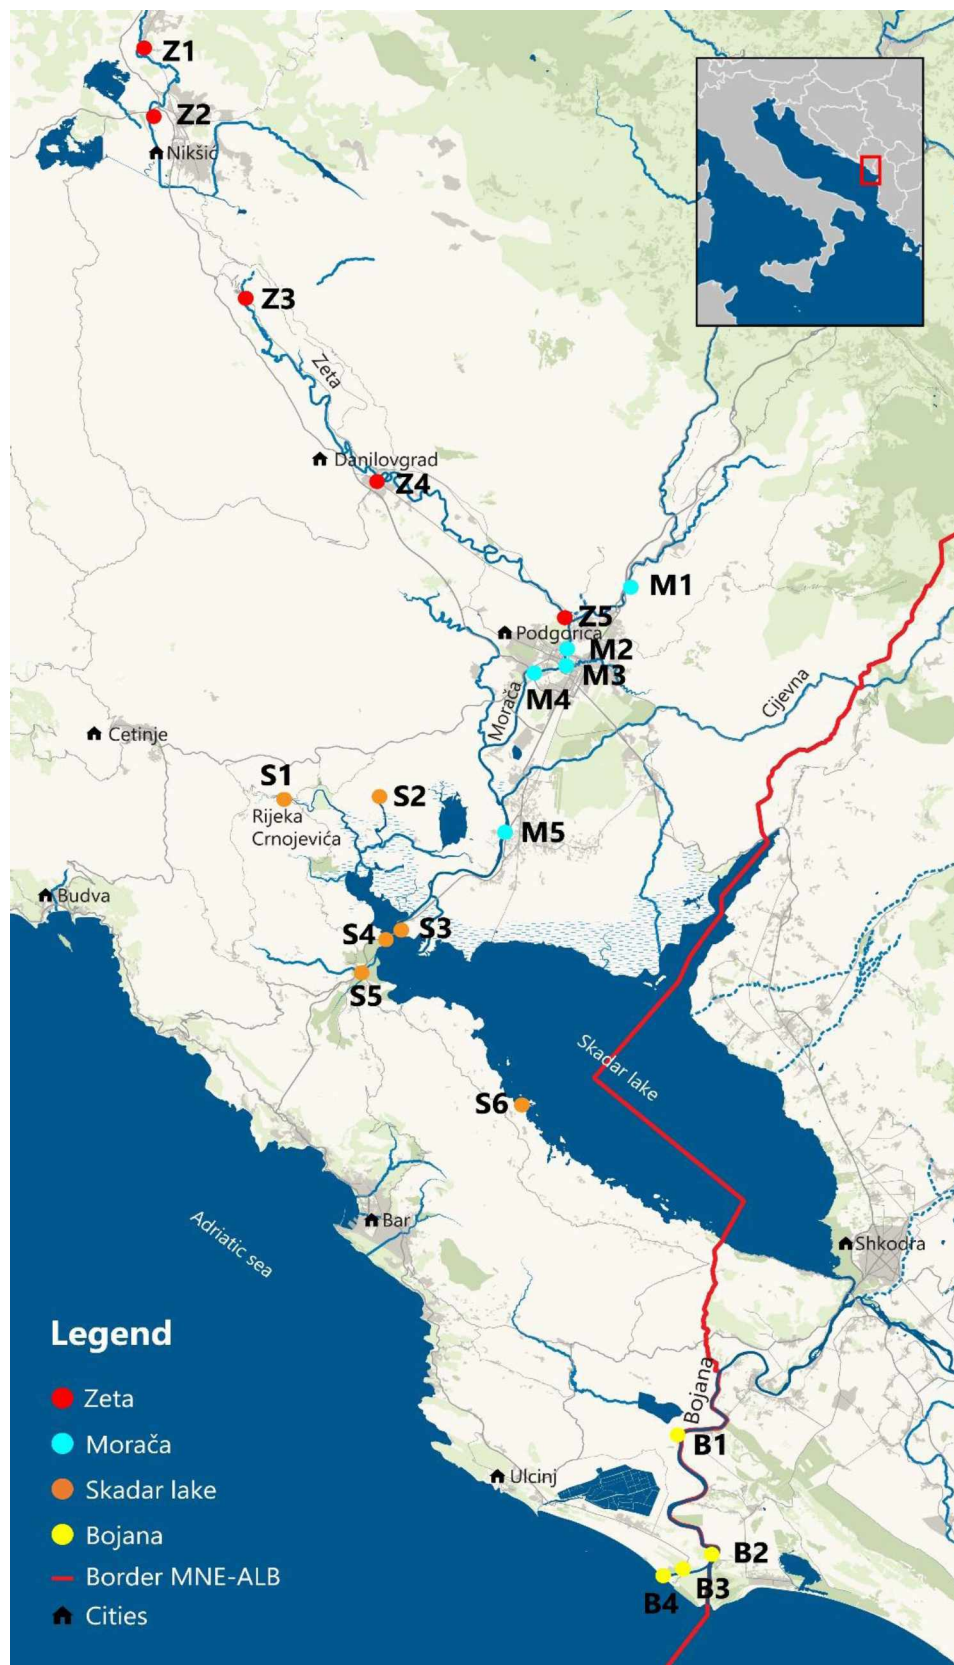 Z1
Z2
Nikšić
Z3
Zeta
Danilovgrad
Z4
M1
Z5
Podgorica
M2
M3
M4
Morača
Cijevna
Cetinje
S1
S2
Rijeka
Crnojevića
M5
Budva
S3
S4
S5
Skadar lake
S6
Bar
Adriatic sea
Shkodra
Legend
Zeta
Morača
Skadar lake
Bojana
Border MNE-ALB
Cities
Bojana
B1
Ulcinj
B2
B3
B4